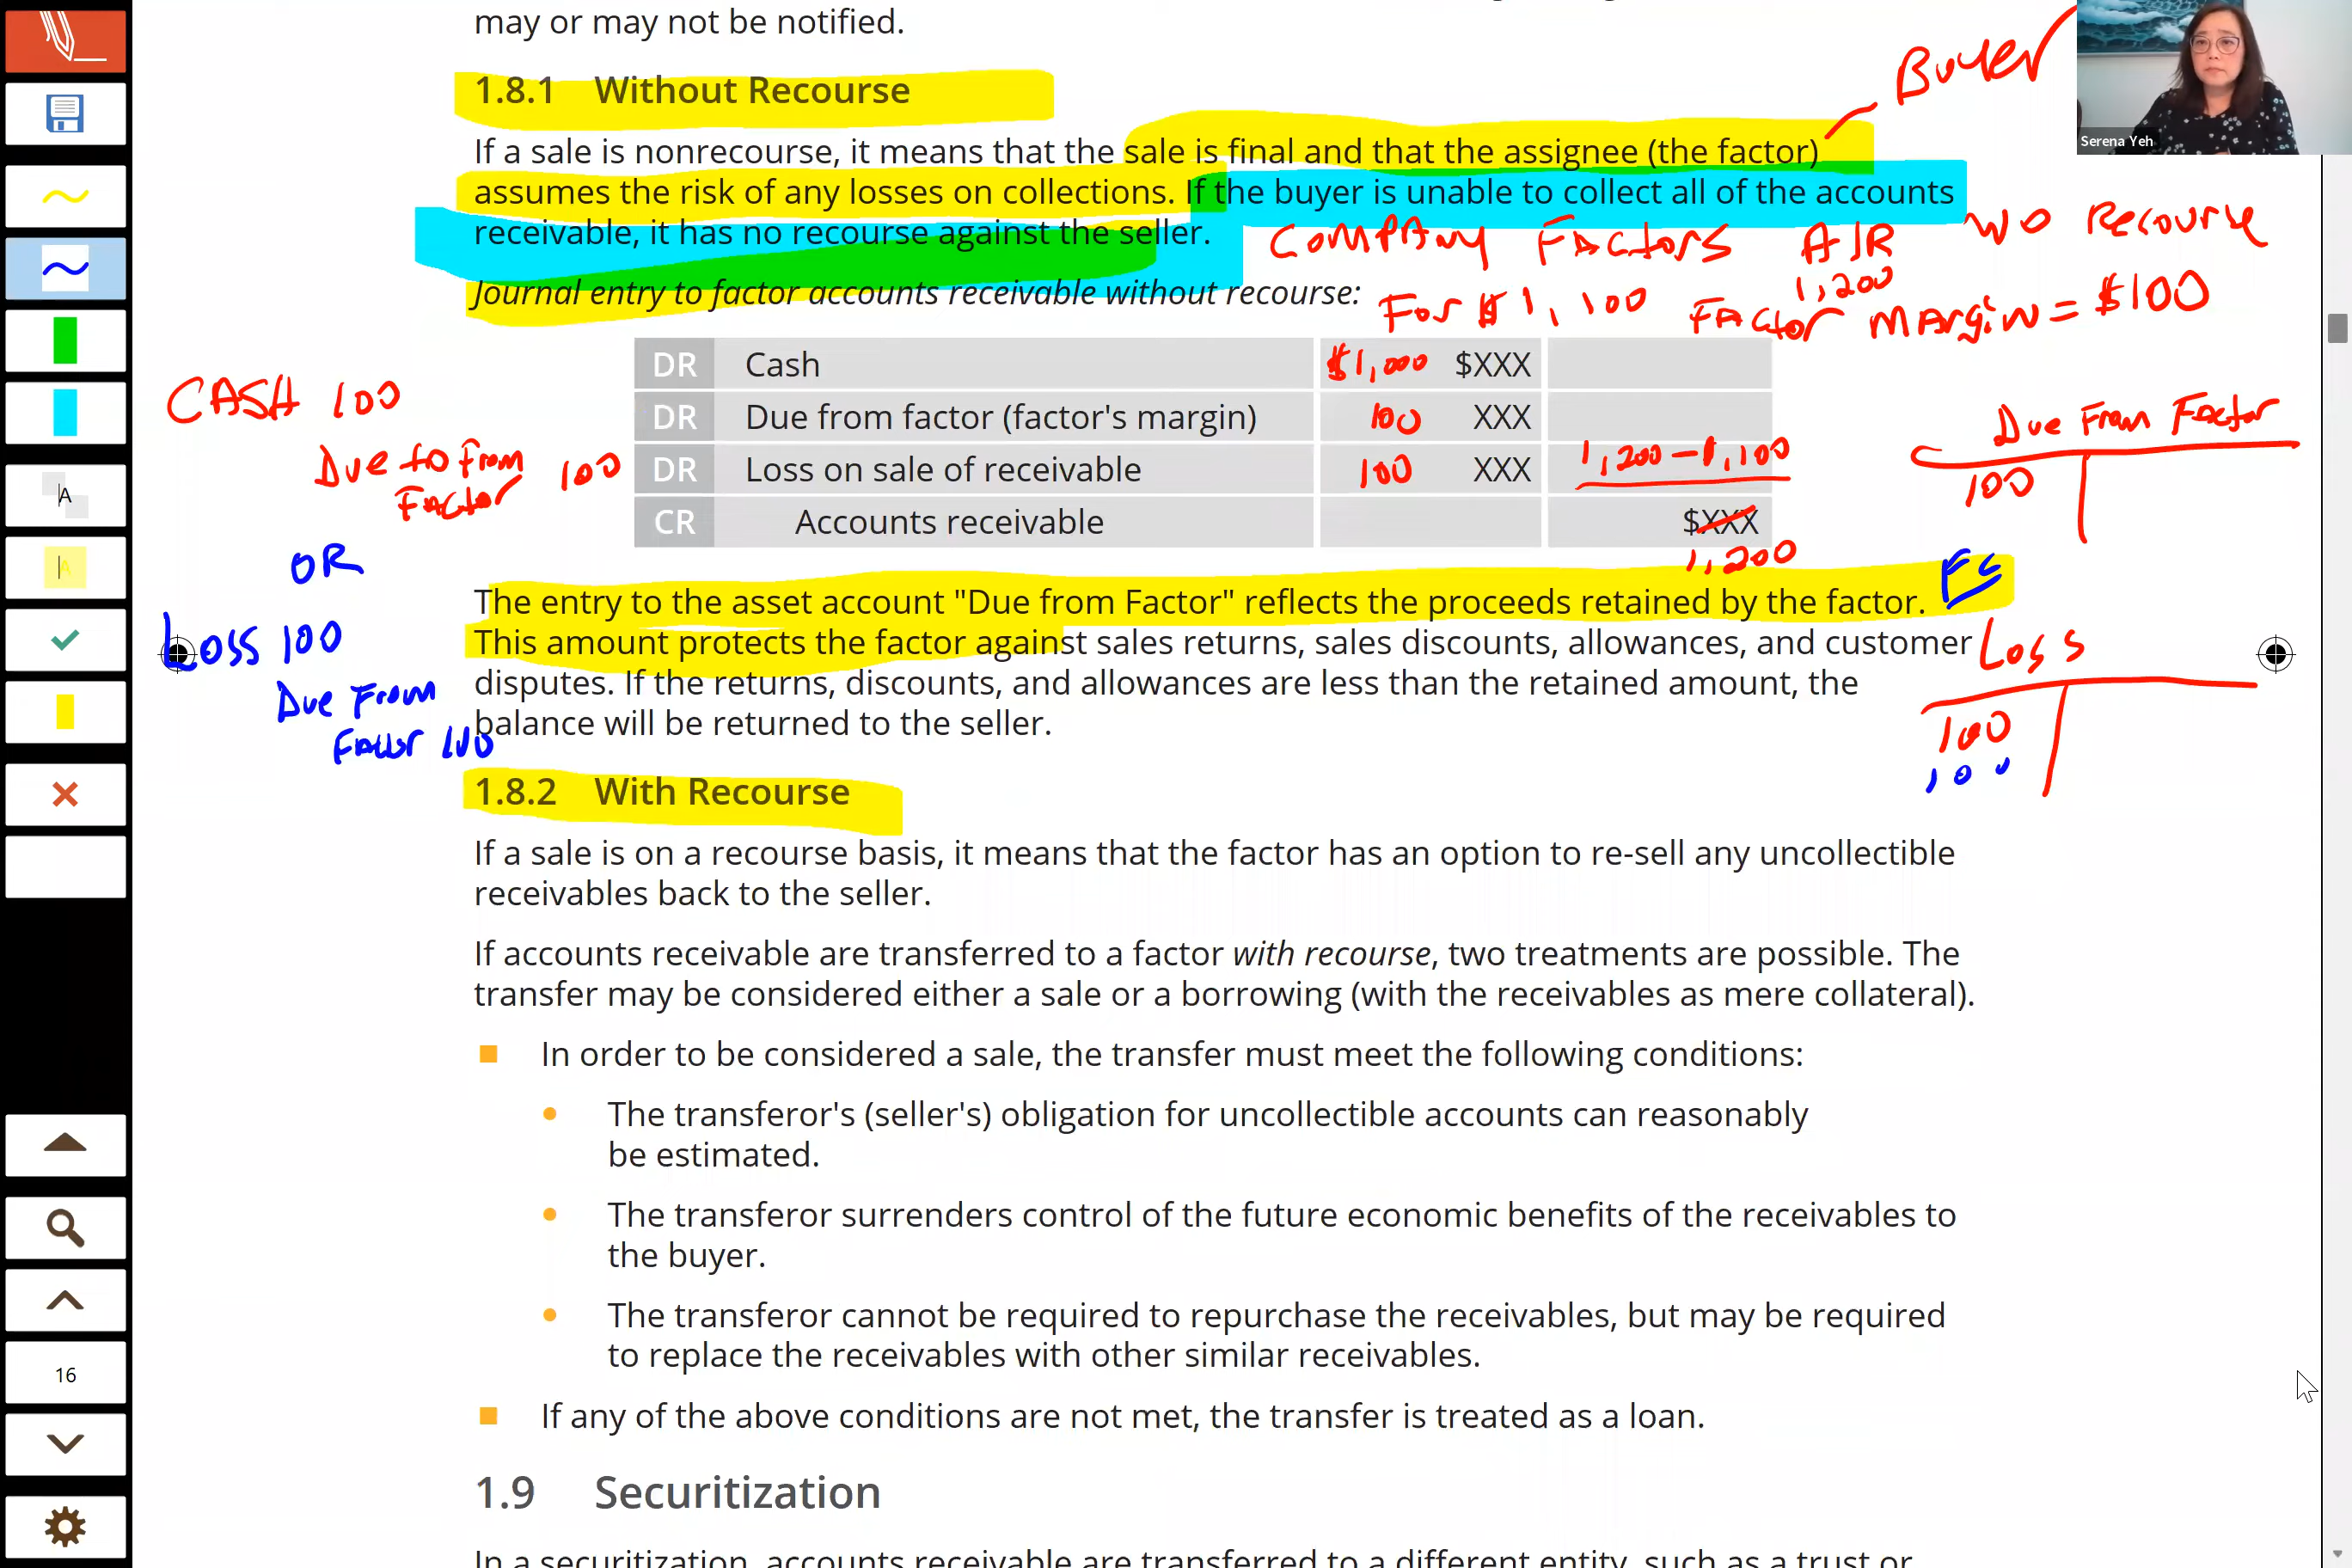 may or may not be notified.
Buyer
Serena Yeh
1.8.1 Without Recourse
If a sale is nonrecourse, it means that the sale is final and that the assignee (the factor)
assumes the risk of any losses on collections. If the buyer is unable to collect all of the accounts
receivable, it has no recourse against the seller.
Company Factors A/R WO Recourse
1,200
Journal entry to factor accounts receivable without recourse:
For $1,100 Factor Margin = $100
DR Cash $1,000 $XXX
DR Due from factor (factor's margin) 100 XXX
DR Loss on sale of receivable 100 XXX 1,200 - 1,100
CR Accounts receivable $XXX
1,200
CASH 100
Due to From
Factor 100
OR
Loss 100
Due From
Factor 100
Due From Factor
100
The entry to the asset account "Due from Factor" reflects the proceeds retained by the factor.
This amount protects the factor against sales returns, sales discounts, allowances, and customer
disputes. If the returns, discounts, and allowances are less than the retained amount, the
balance will be returned to the seller.
Loss
100
100
1.8.2 With Recourse
If a sale is on a recourse basis, it means that the factor has an option to re-sell any uncollectible
receivables back to the seller.
If accounts receivable are transferred to a factor with recourse, two treatments are possible. The
transfer may be considered either a sale or a borrowing (with the receivables as mere collateral).
In order to be considered a sale, the transfer must meet the following conditions:
The transferor's (seller's) obligation for uncollectible accounts can reasonably
be estimated.
The transferor surrenders control of the future economic benefits of the receivables to
the buyer.
The transferor cannot be required to repurchase the receivables, but may be required
to replace the receivables with other similar receivables.
If any of the above conditions are not met, the transfer is treated as a loan.
1.9 Securitization
In a securitization, accounts receivable are transferred to a different entity, such as a trust or
A
A
16